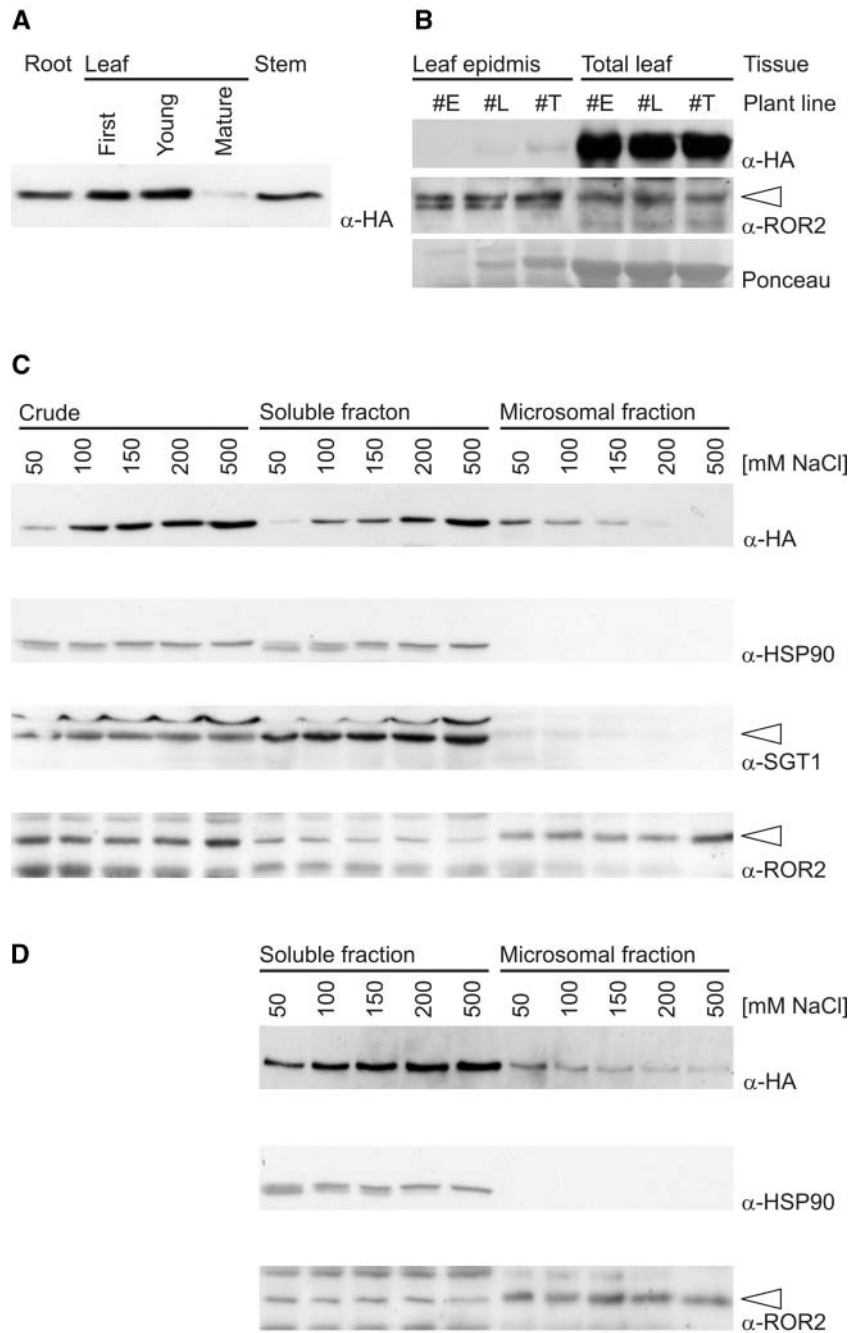 A
Root Leaf Stem
First Young Mature
α-HA
B
Leaf epidmis Total leaf Tissue
#E #L #T #E #L #T Plant line
α-HA
α-ROR2
Ponceau
C
Crude Soluble fracton Microsomal fraction
50 100 150 200 500 50 100 150 200 500 50 100 150 200 500 [mM NaCl]
α-HA
α-HSP90
α-SGT1
α-ROR2
D
Soluble fraction Microsomal fraction
50 100 150 200 500 50 100 150 200 500 [mM NaCl]
α-HA
α-HSP90
α-ROR2